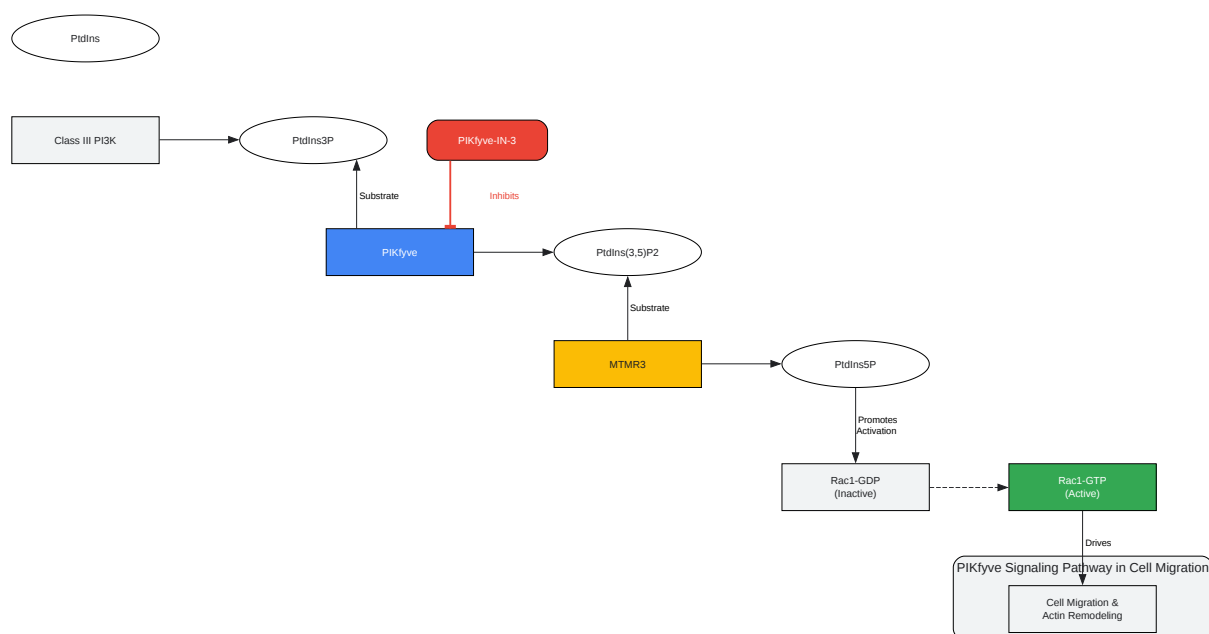 PtdIns
Class III PI3K
PtdIns3P
PIKfyve-IN-3
Substrate
Inhibits
PIKfyve
PtdIns(3,5)P2
Substrate
MTMR3
PtdIns5P
Promotes
Activation
Rac1-GDP
(Inactive)
Rac1-GTP
(Active)
Drives
PIKfyve Signaling Pathway in Cell Migration
Cell Migration &
Actin Remodeling